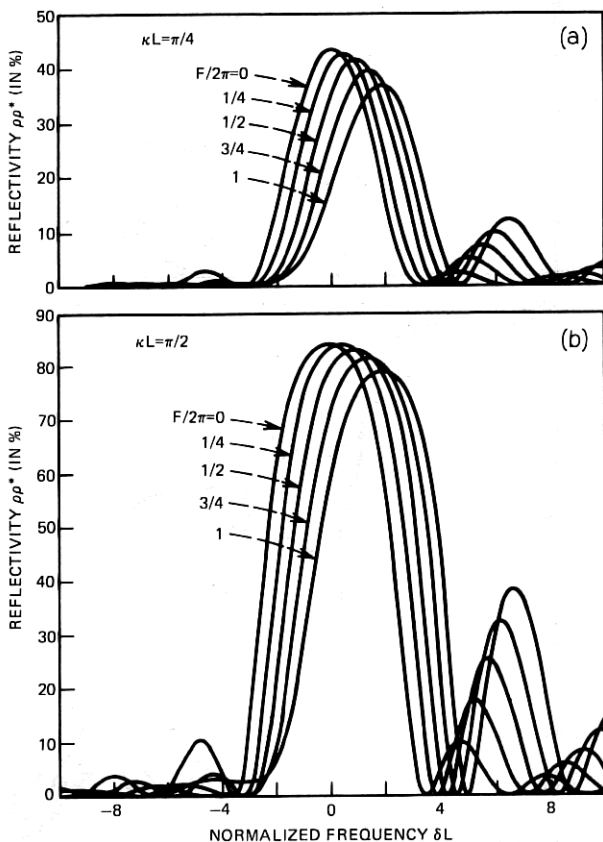 50
40
30
20
10
0
REFLECTIVITY ρρ* (IN %)
κL=π/4
(a)
F/2π=0
1/4
1/2
3/4
1
90
80
70
60
50
40
30
20
10
0
REFLECTIVITY ρρ* (IN %)
κL=π/2
(b)
F/2π=0
1/4
1/2
3/4
1
−8 −4 0 4 8
NORMALIZED FREQUENCY δL